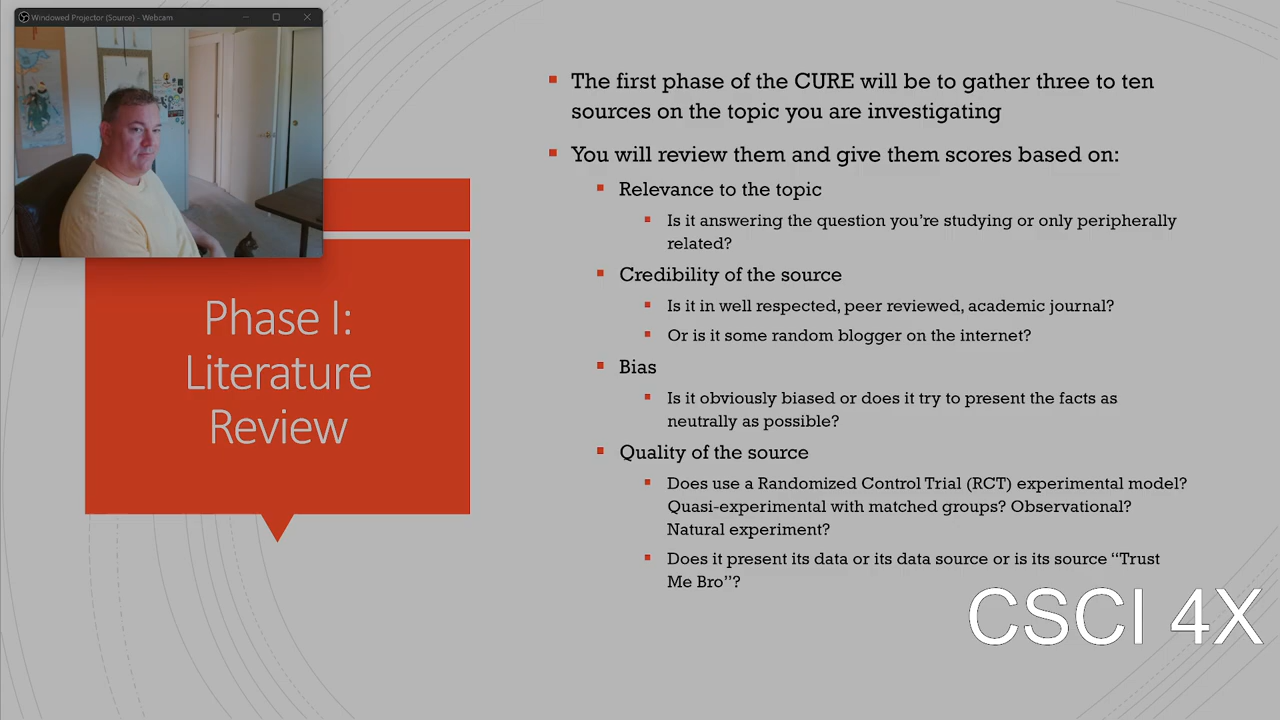 Windowed Projector (Source) - Webcam
The first phase of the CURE will be to gather three to ten
sources on the topic you are investigating
You will review them and give them scores based on:
Relevance to the topic
Is it answering the question you're studying or only peripherally
related?
Credibility of the source
Is it in well respected, peer reviewed, academic journal?
Or is it some random blogger on the internet?
Bias
Is it obviously biased or does it try to present the facts as
neutrally as possible?
Quality of the source
Does use a Randomized Control Trial (RCT) experimental model?
Quasi-experimental with matched groups? Observational?
Natural experiment?
Does it present its data or its data source or is its source “Trust
Me Bro”?
Phase I:
Literature
Review
CSCI 4X